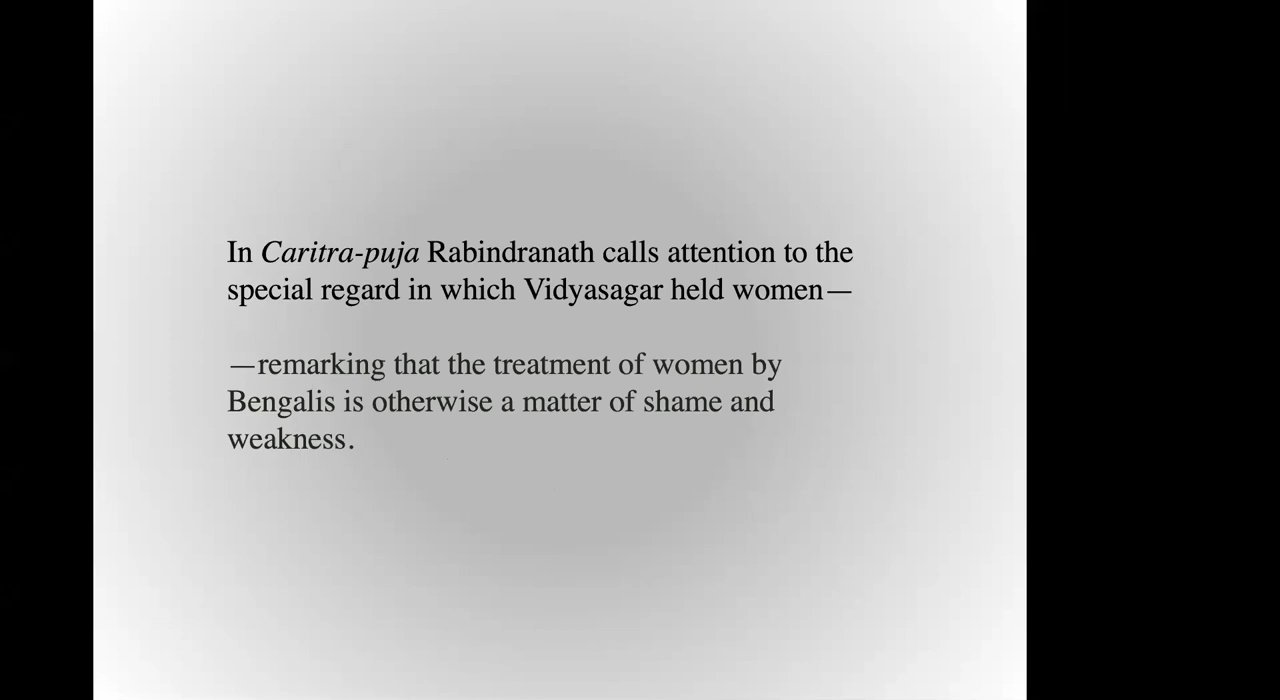 In Caritra-puja Rabindranath calls attention to the
special regard in which Vidyasagar held women—
—remarking that the treatment of women by
Bengalis is otherwise a matter of shame and
weakness.